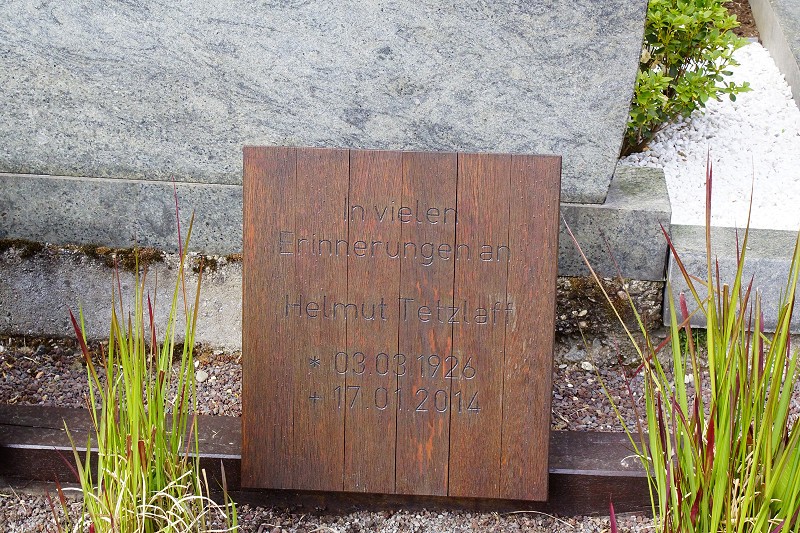 In vielen
Erinnerungen an
Helmut Tetzlaff
* 03.03.1926
+ 17.01.2014